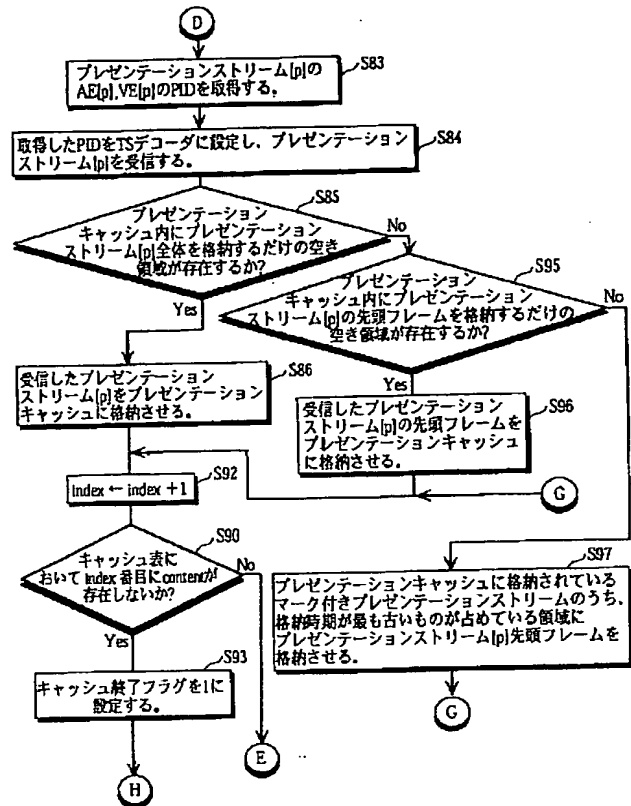 D
S83
プレゼンテーションストリーム[p]の
AE[p],VE[p]のPIDを取得する。
S84
取得したPIDをTSデコーダに設定し、プレゼンテーション
ストリーム[p]を受信する。
S85
プレゼンテーション
キャッシュ内にプレゼンテーション
ストリーム[p]全体を格納するだけの空き
領域が存在するか?
No
Yes
S95
プレゼンテーション
キャッシュ内にプレゼンテーション
ストリーム[p]の先頭フレームを格納するだけの
空き領域が存在するか?
No
Yes
S86
受信したプレゼンテーション
ストリーム[p]をプレゼンテーション
キャッシュに格納させる。
S96
受信したプレゼンテーション
ストリーム[p]の先頭フレームを
プレゼンテーションキャッシュ
に格納させる。
G
S92
index ← index +1
S90
キャッシュ表に
おいて index 番目にcontentが
存在しないか?
No
Yes
S97
プレゼンテーションキャッシュに格納されている
マーク付きプレゼンテーションストリームのうち、
格納時期が最も古いものが占めている領域に
プレゼンテーションストリーム[p]先頭フレームを
格納させる。
S93
キャッシュ終了フラグを1に
設定する。
G
E
H